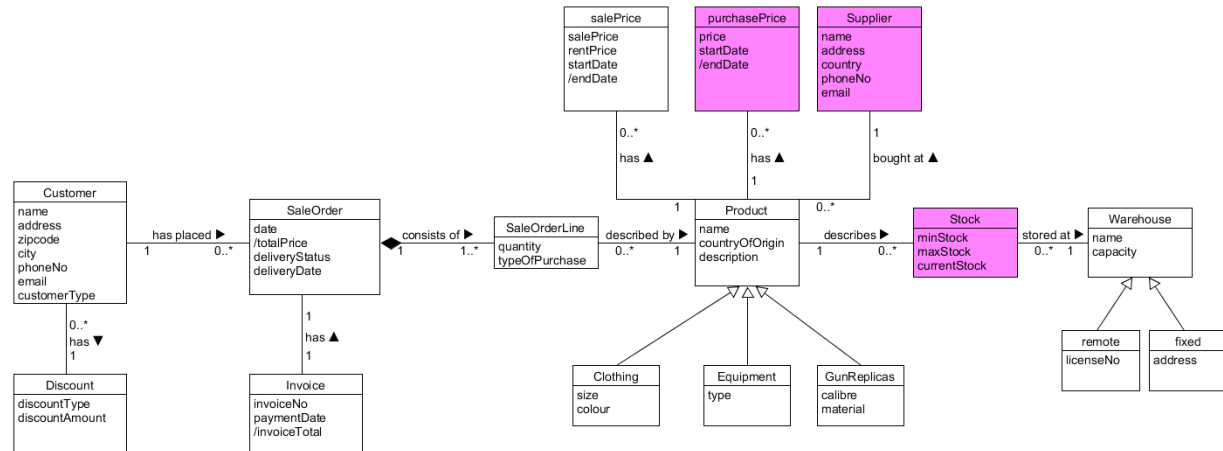 salePrice
salePrice
rentPrice
startDate
/endDate
purchasePrice
price
startDate
/endDate
Supplier
name
address
country
phoneNo
email
0..*
has ▲
1
0..*
has ▲
1
1
bought at ▲
0..*
Customer
name
address
zipcode
city
phoneNo
email
customerType
has placed ▶
1
0..*
SaleOrder
date
/totalPrice
deliveryStatus
deliveryDate
consists of ▶
1
1..*
SaleOrderLine
quantity
typeOfPurchase
described by ▶
0..*
1
Product
name
countryOfOrigin
description
describes ▶
1
0..*
Stock
minStock
maxStock
currentStock
stored at ▶
0..*
1
Warehouse
name
capacity
0..*
has ▼
1
1
has ▲
1
Discount
discountType
discountAmount
Invoice
invoiceNo
paymentDate
/invoiceTotal
Clothing
size
colour
Equipment
type
GunReplicas
calibre
material
remote
licenseNo
fixed
address